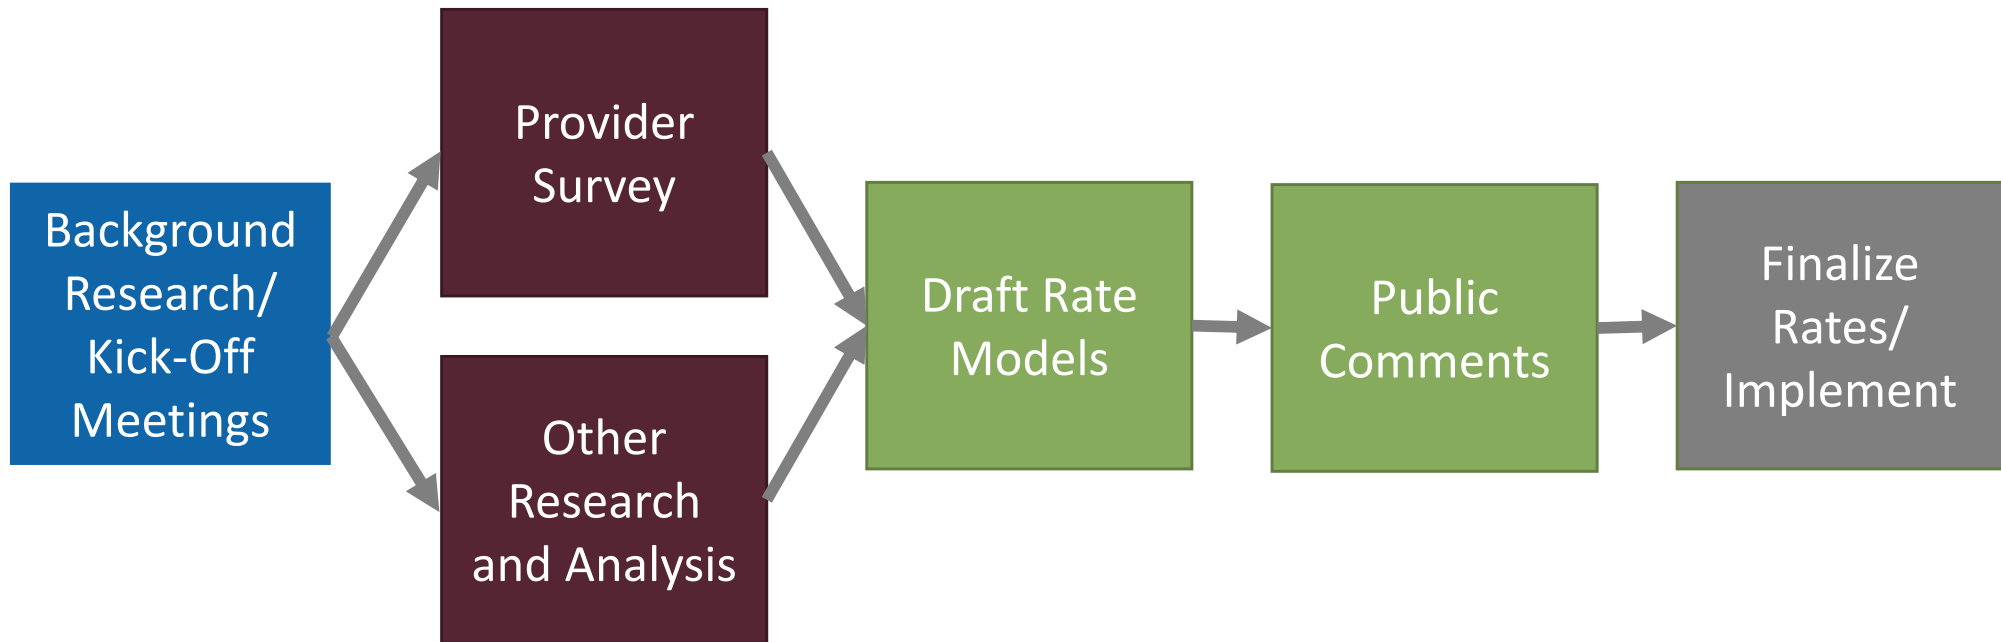 Background
Research/
Kick-Off
Meetings
Provider
Survey
Other
Research
and Analysis
Draft Rate
Models
Public
Comments
Finalize
Rates/
Implement